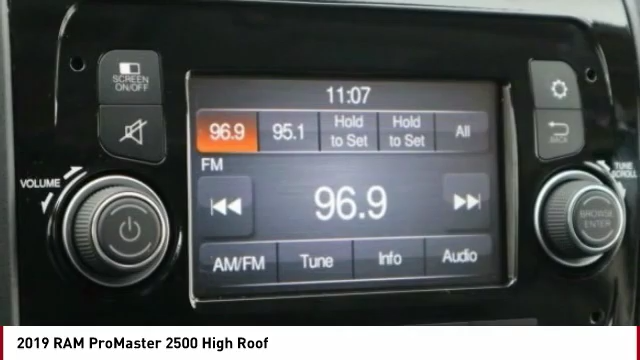 SCREEN
ON/OFF
11:07
96.9 95.1 Hold to Set Hold to Set All
FM
VOLUME
96.9
TUNE
SCROLL
BACK
BROWSE
ENTER
AM/FM Tune Info Audio
2019 RAM ProMaster 2500 High Roof